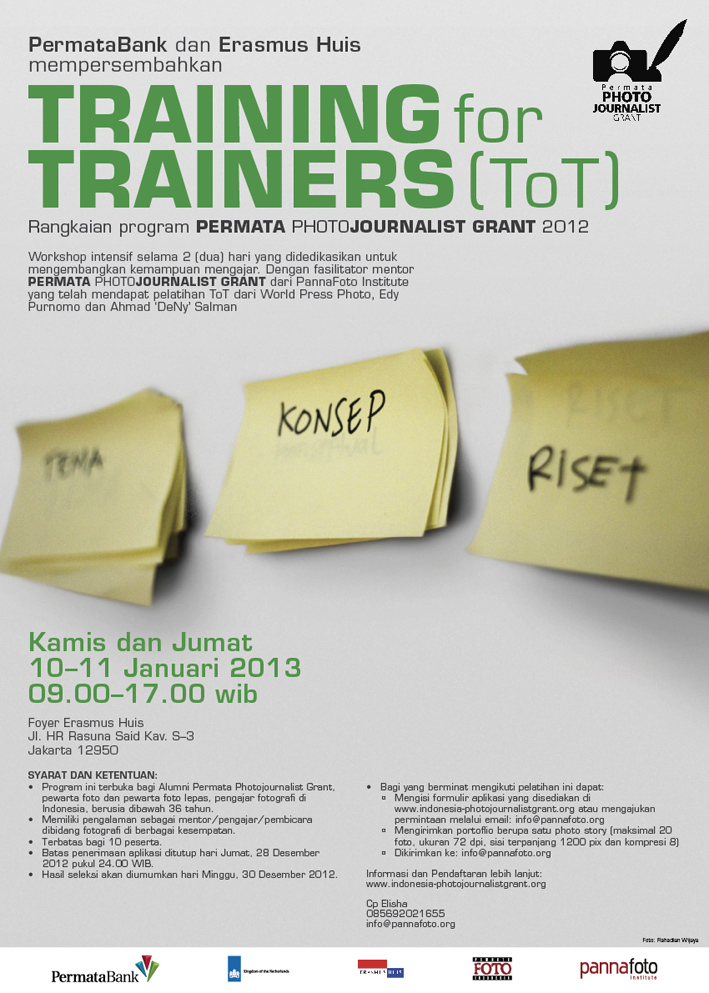 PermataBank dan Erasmus Huis
mempersembahkan
Permata
PHOTO
JOURNALIST
GRANT
TRAINING for
TRAINERS (ToT)
Rangkaian program PERMATA PHOTOJOURNALIST GRANT 2012
Workshop intensif selama 2 (dua) hari yang didedikasikan untuk
mengembangkan kemampuan mengajar. Dengan fasilitator mentor
PERMATA PHOTOJOURNALIST GRANT dari PannaFoto Institute
yang telah mendapat pelatihan ToT dari World Press Photo, Edy
Purnomo dan Ahmad 'DeNy' Salman
TEMA
KONSEP
RISET
RISET
Kamis dan Jumat
10–11 Januari 2013
09.00–17.00 wib
Foyer Erasmus Huis
Jl. HR Rasuna Said Kav. S–3
Jakarta 12950
SYARAT DAN KETENTUAN:
• Program ini terbuka bagi Alumni Permata Photojournalist Grant,
pewarta foto dan pewarta foto lepas, pengajar fotografi di
Indonesia, berusia dibawah 36 tahun.
• Memiliki pengalaman sebagai mentor/pengajar/pembicara
dibidang fotografi di berbagai kesempatan.
• Terbatas bagi 10 peserta.
• Batas penerimaan aplikasi ditutup hari Jumat, 28 Desember
2012 pukul 24.00 WIB.
• Hasil seleksi akan diumumkan hari Minggu, 30 Desember 2012.
• Bagi yang berminat mengikuti pelatihan ini dapat:
▫ Mengisi formulir aplikasi yang disediakan di
www.indonesia-photojournalistgrant.org atau mengajukan
permintaan melalui email: info@pannafoto.org
▫ Mengirimkan portoflio berupa satu photo story (maksimal 20
foto, ukuran 72 dpi, sisi terpanjang 1200 pix dan kompresi 8)
▫ Dikirimkan ke: info@pannafoto.org
Informasi dan Pendaftaran lebih lanjut:
www.indonesia-photojournalistgrant.org
Cp Elisha
085692021655
info@pannafoto.org
Foto: Rahadian Wijaya
PermataBank
Kingdom of the Netherlands
ERASMUS HUIS
PERMATA
FOTO
pannafoto
institute